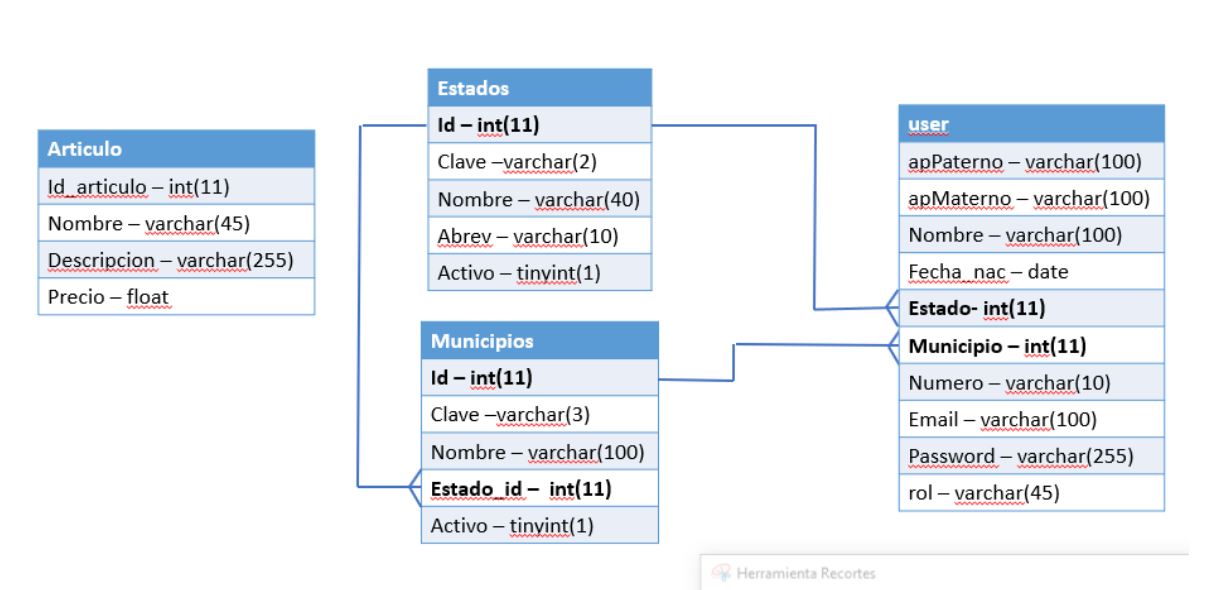 Articulo
Id_articulo – int(11)
Nombre – varchar(45)
Descripcion – varchar(255)
Precio – float
Estados
Id – int(11)
Clave –varchar(2)
Nombre – varchar(40)
Abrev – varchar(10)
Activo – tinyint(1)
Municipios
Id – int(11)
Clave –varchar(3)
Nombre – varchar(100)
Estado_id – int(11)
Activo – tinyint(1)
user
apPaterno – varchar(100)
apMaterno – varchar(100)
Nombre – varchar(100)
Fecha_nac – date
Estado- int(11)
Municipio – int(11)
Numero – varchar(10)
Email – varchar(100)
Password – varchar(255)
rol – varchar(45)
Herramienta Recortes